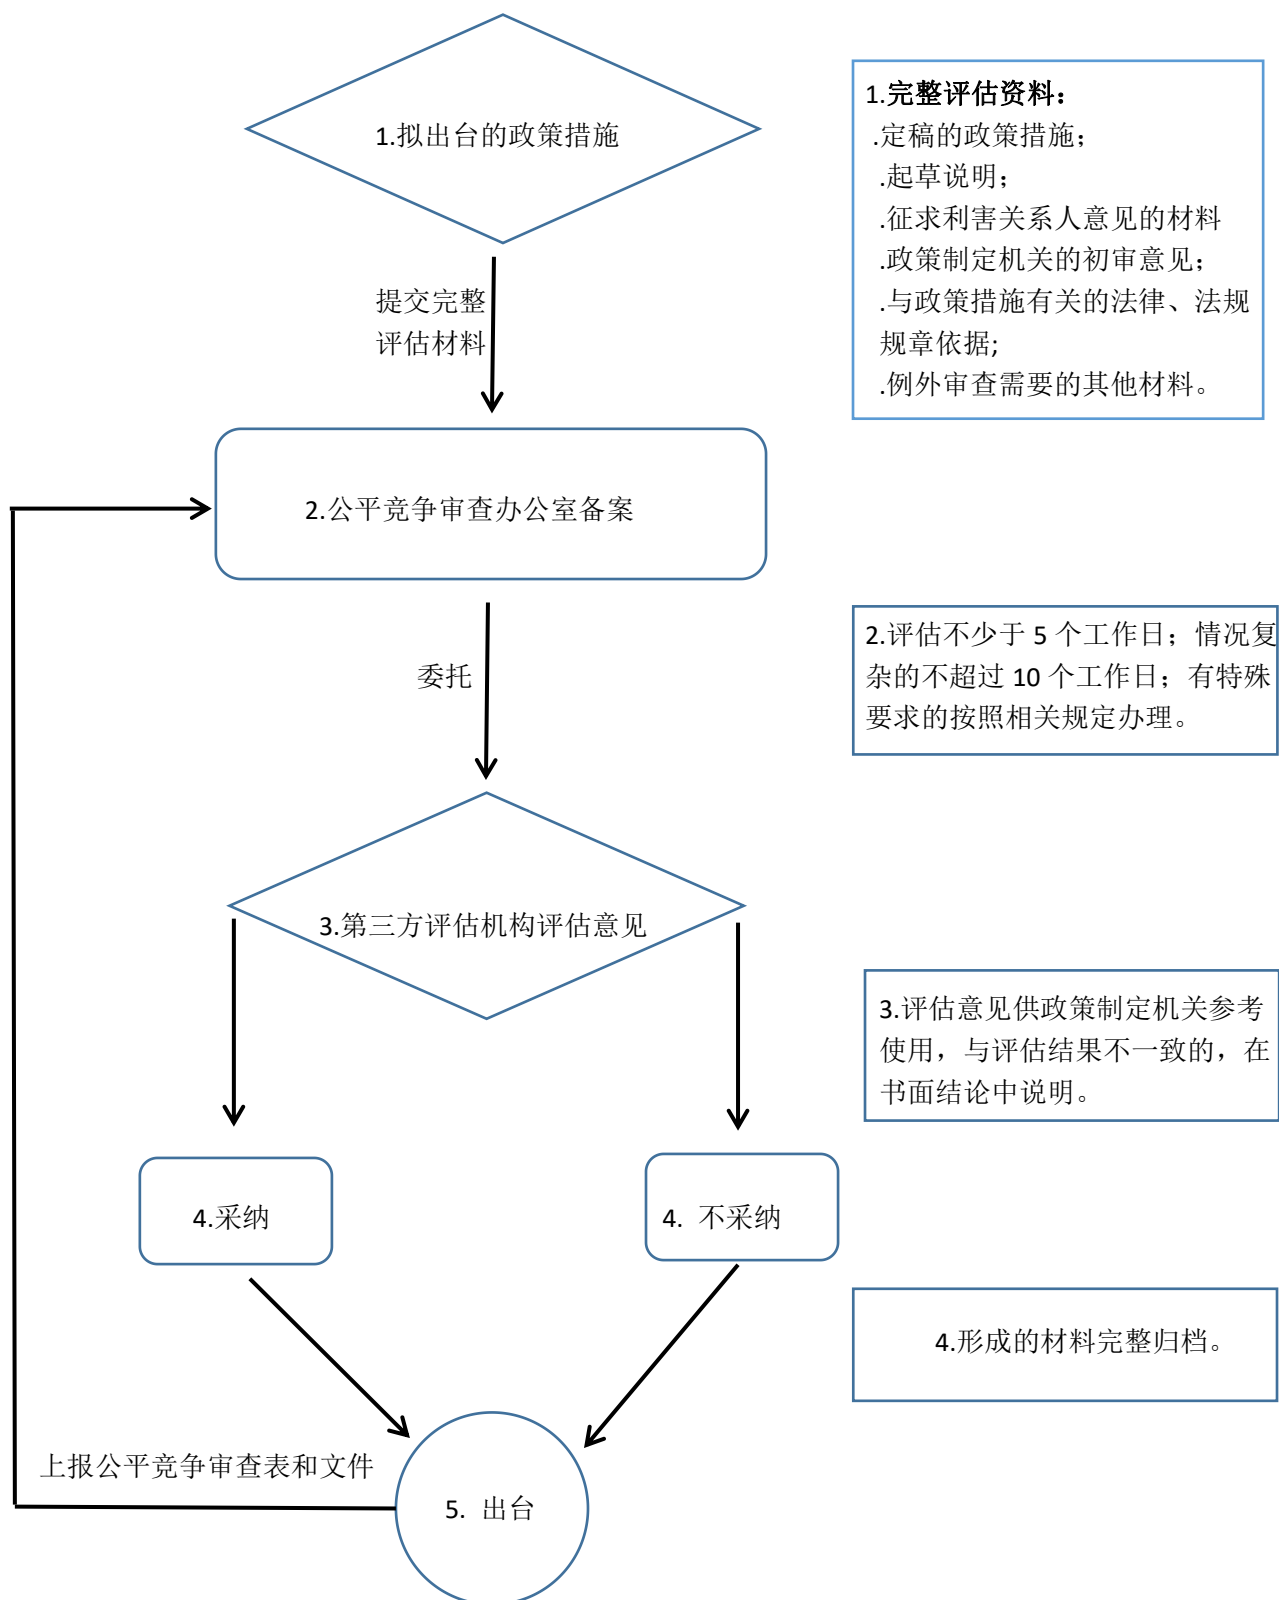 1.拟出台的政策措施
1.完整评估资料：
.定稿的政策措施；
.起草说明；
.征求利害关系人意见的材料
.政策制定机关的初审意见；
.与政策措施有关的法律、法规
规章依据;
.例外审查需要的其他材料。
提交完整
评估材料
2.公平竞争审查办公室备案
2.评估不少于 5 个工作日；情况复
杂的不超过 10 个工作日；有特殊
要求的按照相关规定办理。
委托
3.第三方评估机构评估意见
3.评估意见供政策制定机关参考
使用，与评估结果不一致的，在
书面结论中说明。
4.采纳
4. 不采纳
4.形成的材料完整归档。
上报公平竞争审查表和文件
5. 出台